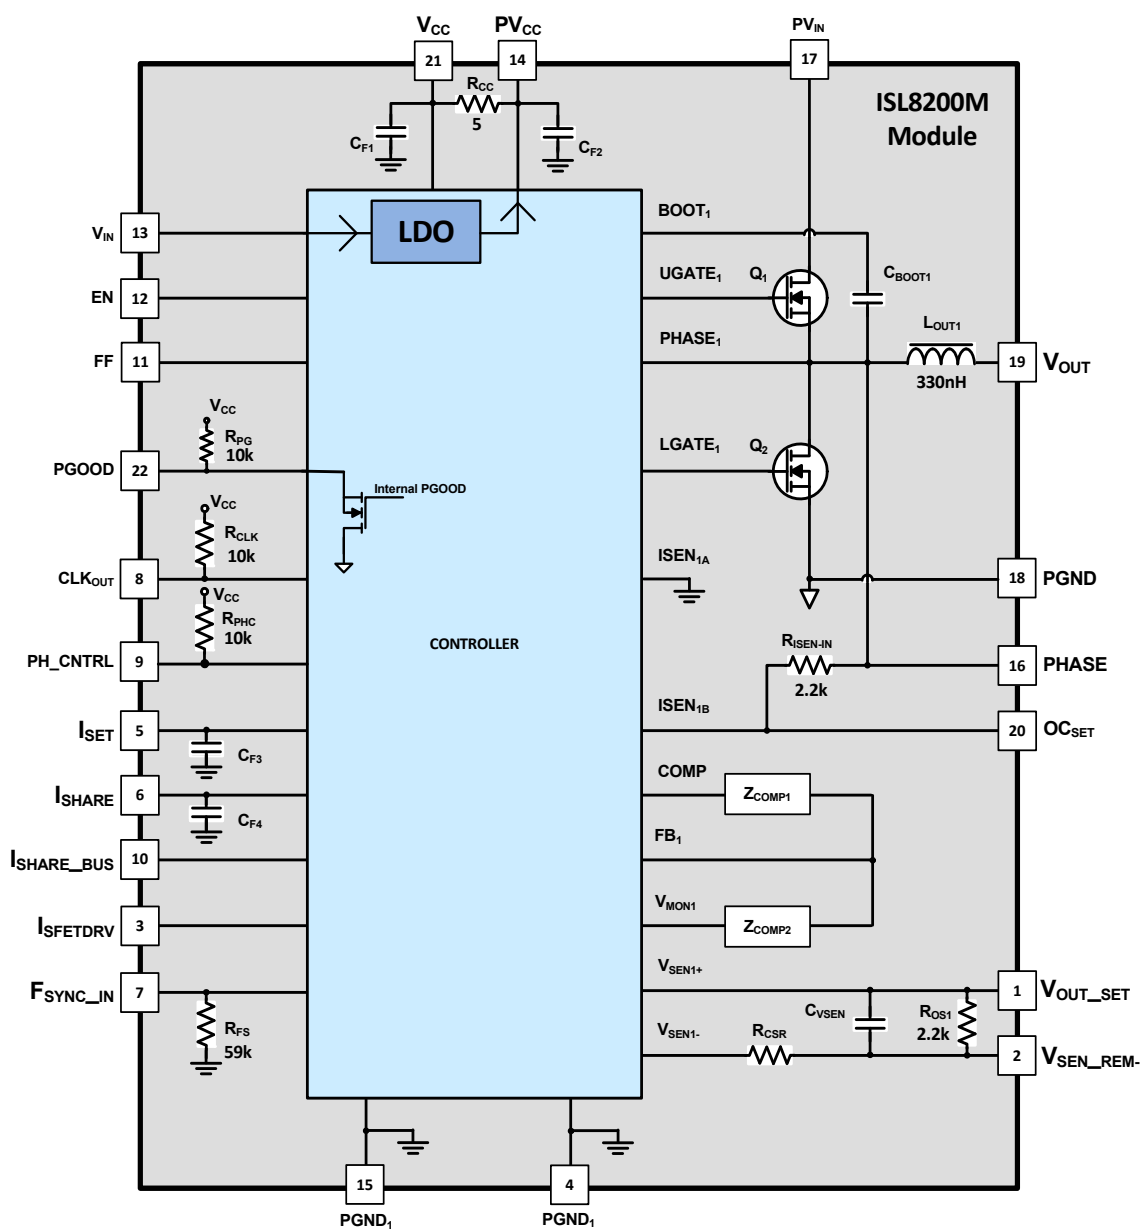 VCC
PVCC
PVIN
21
14
17
RCC
5
CF1
CF2
ISL8200M
Module
VIN
13
LDO
BOOT1
EN
12
UGATE1
Q1
CBOOT1
FF
11
PHASE1
LOUT1
330nH
19
VOUT
VCC
RPG
10k
PGOOD
22
Internal PGOOD
LGATE1
Q2
VCC
RCLK
10k
CLKOUT
8
ISEN1A
18
PGND
VCC
RPHC
10k
PH_CNTRL
9
CONTROLLER
RISEN-IN
2.2k
16
PHASE
ISET
5
CF3
ISEN1B
20
OCSET
ISHARE
6
CF4
COMP
ZCOMP1
ISHARE_BUS
10
FB1
ISFETDRV
3
VMON1
ZCOMP2
FSYNC_IN
7
RFS
59k
VSEN1+
1
VOUT_SET
CVSEN
ROS1
2.2k
VSEN1-
RCSR
2
VSEN_REM-
15
4
PGND1
PGND1